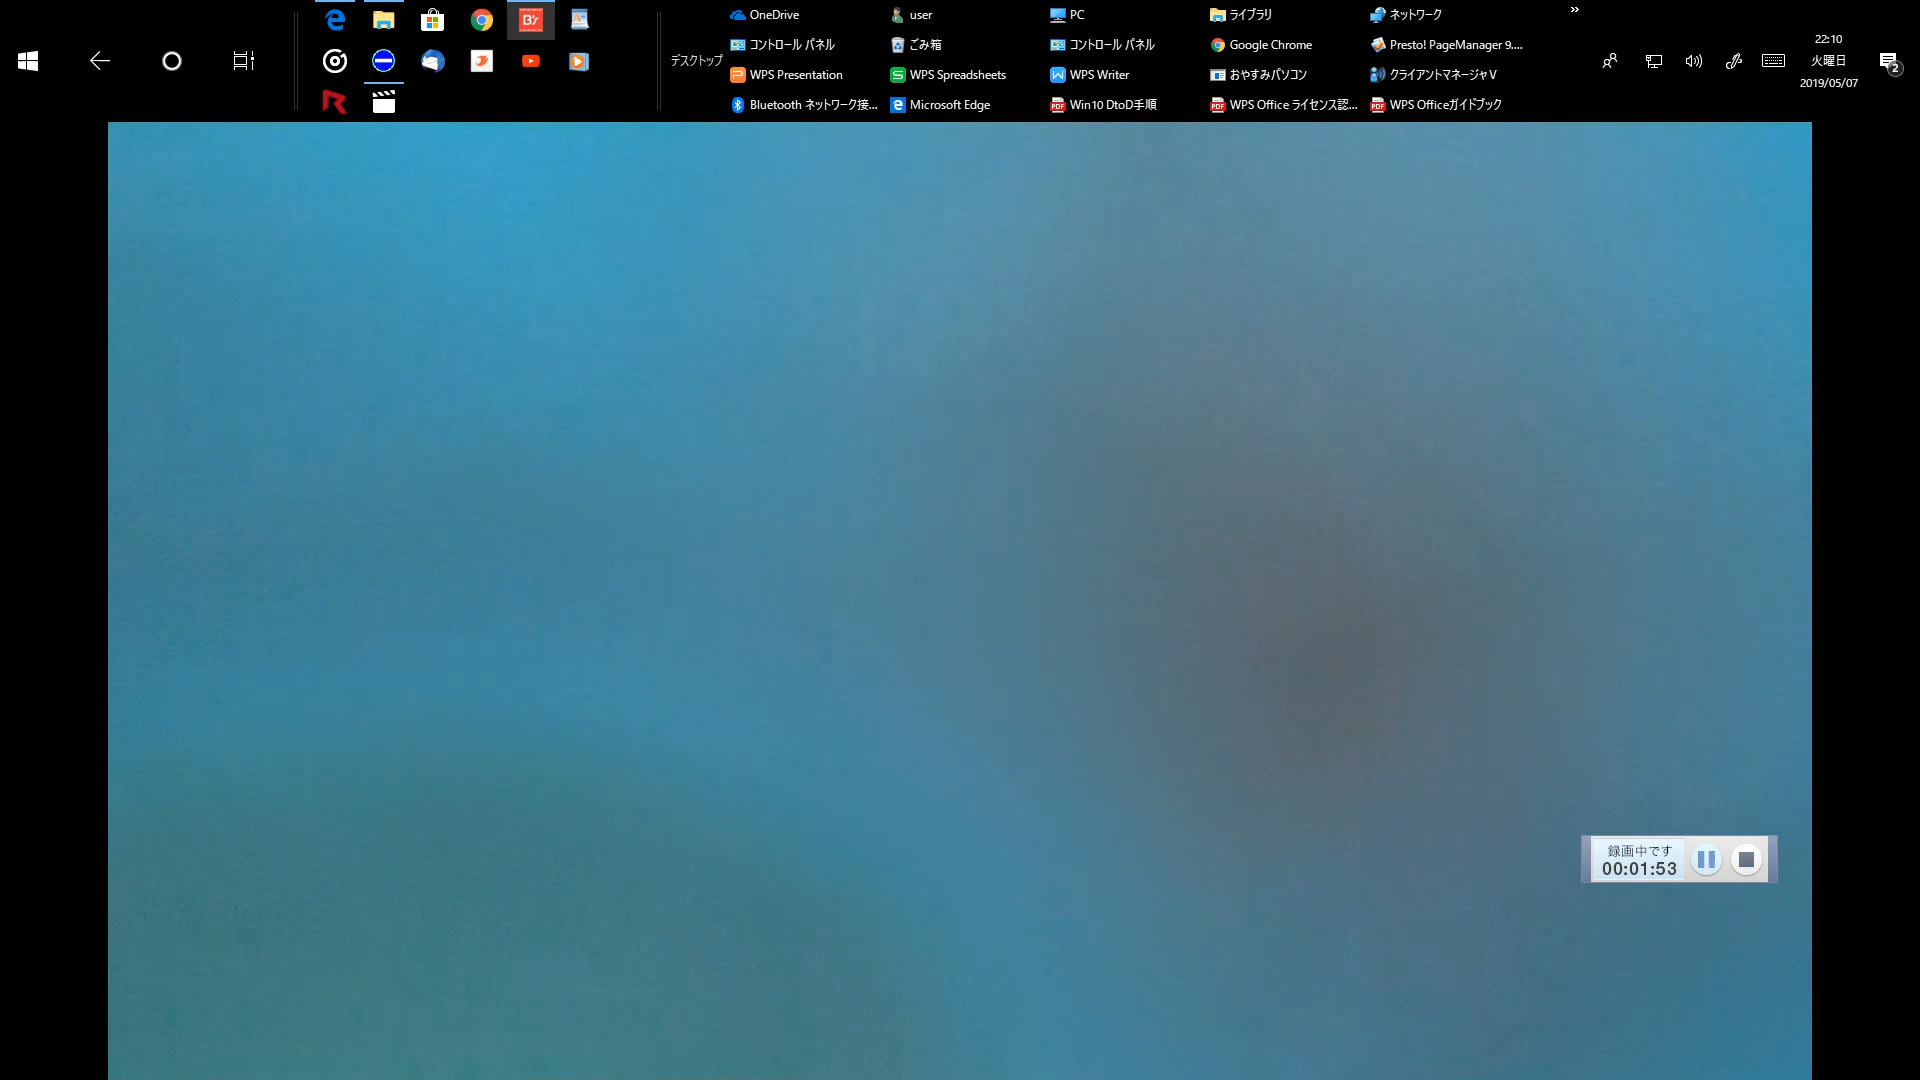 デスクトップ
OneDrive
user
PC
ライブラリ
ネットワーク
コントロール パネル
ごみ箱
コントロール パネル
Google Chrome
Presto! PageManager 9....
WPS Presentation
WPS Spreadsheets
WPS Writer
おやすみパソコン
クライアントマネージャV
Bluetooth ネットワーク接...
Microsoft Edge
Win10 DtoD手順
WPS Office ライセンス認...
WPS Officeガイドブック
»
22:10
火曜日
2019/05/07
2
録画中です
00:01:53